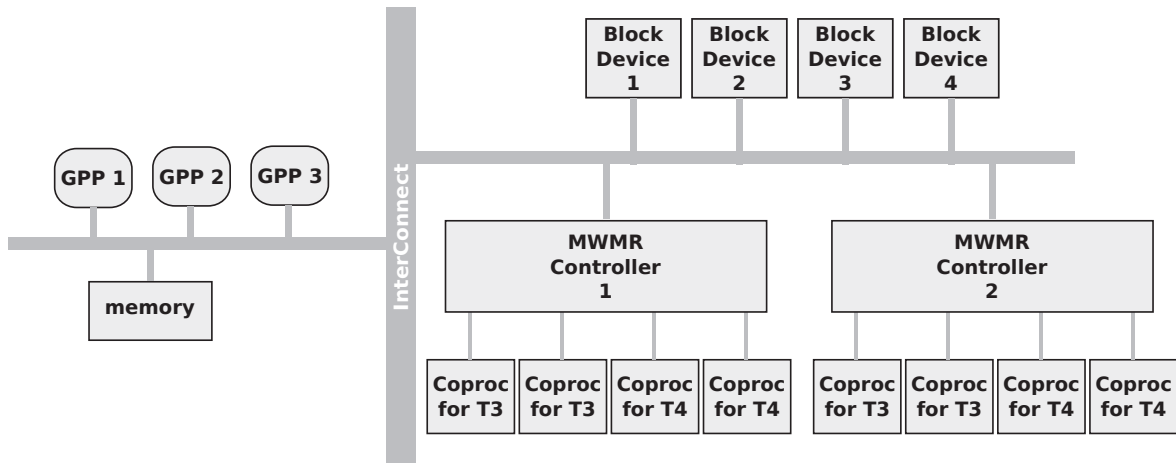 Block
Device
1
Block
Device
2
Block
Device
3
Block
Device
4
GPP 1
GPP 2
GPP 3
memory
InterConnect
MWMR
Controller
1
MWMR
Controller
2
Coproc
for T3
Coproc
for T3
Coproc
for T4
Coproc
for T4
Coproc
for T3
Coproc
for T3
Coproc
for T4
Coproc
for T4